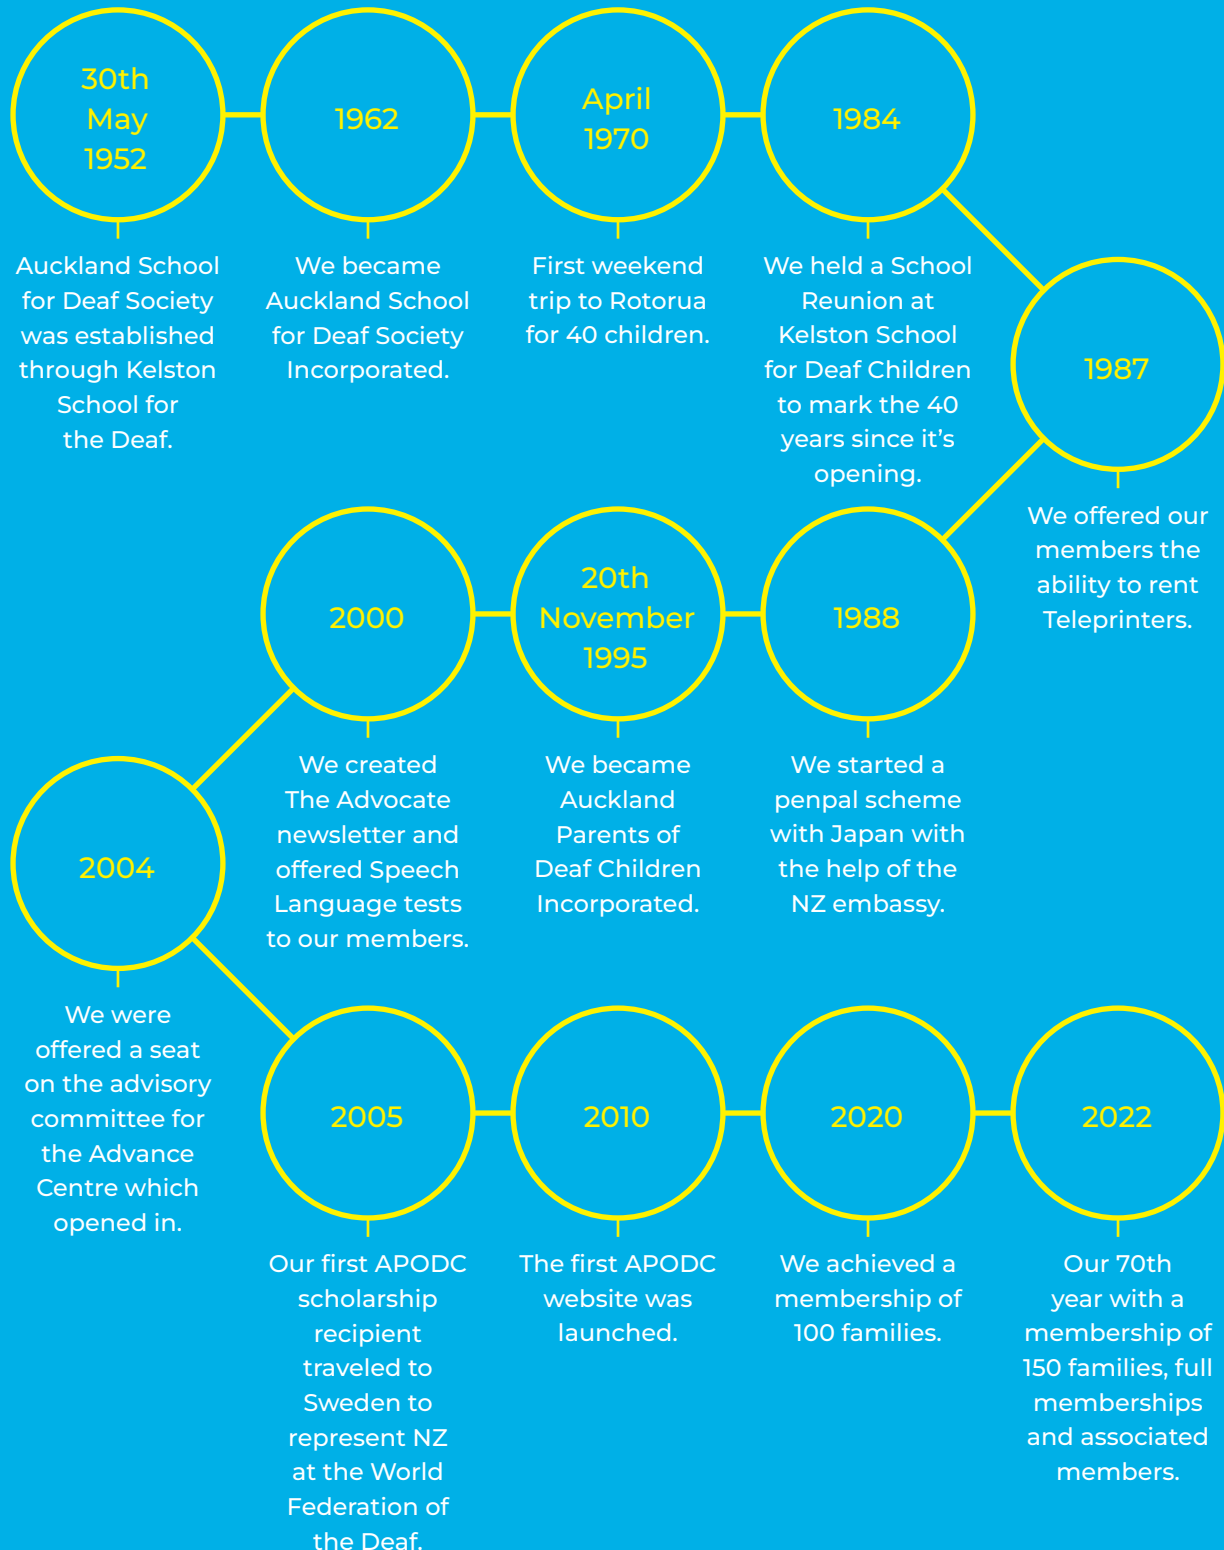 30th
May
1952
Auckland School
for Deaf Society
was established
through Kelston
School for
the Deaf.
1962
We became
Auckland School
for Deaf Society
Incorporated.
April
1970
First weekend
trip to Rotorua
for 40 children.
1984
We held a School
Reunion at
Kelston School
for Deaf Children
to mark the 40
years since it’s
opening.
1987
We offered our
members the
ability to rent
Teleprinters.
1988
We started a
penpal scheme
with Japan with
the help of the
NZ embassy.
20th
November
1995
We became
Auckland
Parents of
Deaf Children
Incorporated.
2000
We created
The Advocate
newsletter and
offered Speech
Language tests
to our members.
2004
We were
offered a seat
on the advisory
committee for
the Advance
Centre which
opened in.
2005
Our first APODC
scholarship
recipient
traveled to
Sweden to
represent NZ
at the World
Federation of
the Deaf.
2010
The first APODC
website was
launched.
2020
We achieved a
membership of
100 families.
2022
Our 70th
year with a
membership of
150 families, full
memberships
and associated
members.